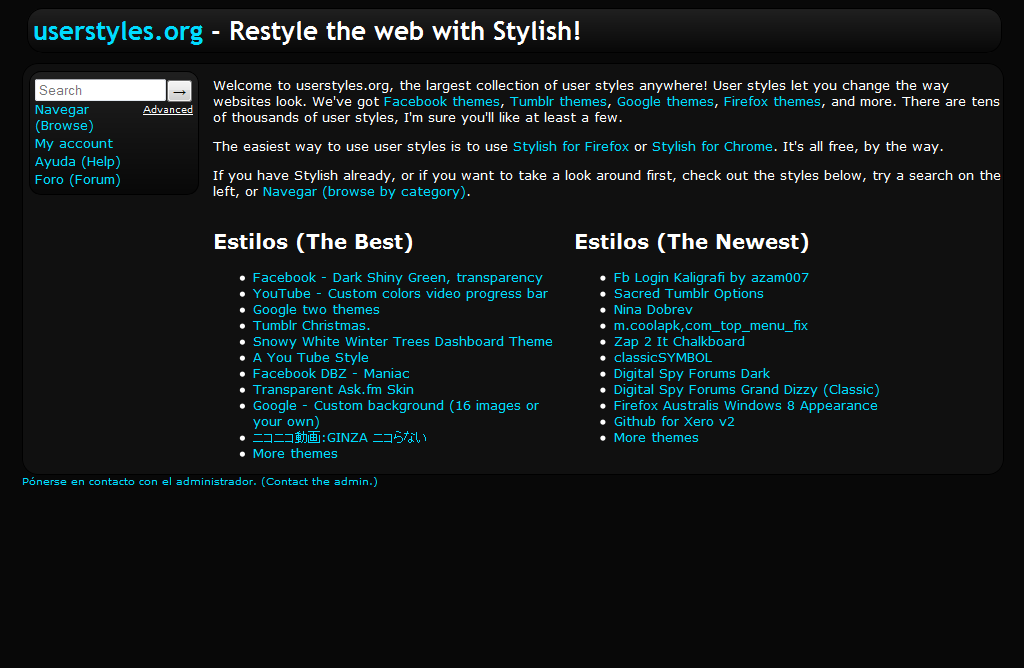 userstyles.org - Restyle the web with Stylish!
Search →
Navegar (Browse) Advanced
My account
Ayuda (Help)
Foro (Forum)
Welcome to userstyles.org, the largest collection of user styles anywhere! User styles let you change the way
websites look. We've got Facebook themes, Tumblr themes, Google themes, Firefox themes, and more. There are tens
of thousands of user styles, I'm sure you'll like at least a few.
The easiest way to use user styles is to use Stylish for Firefox or Stylish for Chrome. It's all free, by the way.
If you have Stylish already, or if you want to take a look around first, check out the styles below, try a search on the
left, or Navegar (browse by category).
Estilos (The Best)
Facebook - Dark Shiny Green, transparency
YouTube - Custom colors video progress bar
Google two themes
Tumblr Christmas.
Snowy White Winter Trees Dashboard Theme
A You Tube Style
Facebook DBZ - Maniac
Transparent Ask.fm Skin
Google - Custom background (16 images or
your own)
ニコニコ動画:GINZA ニコらない
More themes
Estilos (The Newest)
Fb Login Kaligrafi by azam007
Sacred Tumblr Options
Nina Dobrev
m.coolapk,com_top_menu_fix
Zap 2 It Chalkboard
classicSYMBOL
Digital Spy Forums Dark
Digital Spy Forums Grand Dizzy (Classic)
Firefox Australis Windows 8 Appearance
Github for Xero v2
More themes
Pónerse en contacto con el administrador. (Contact the admin.)